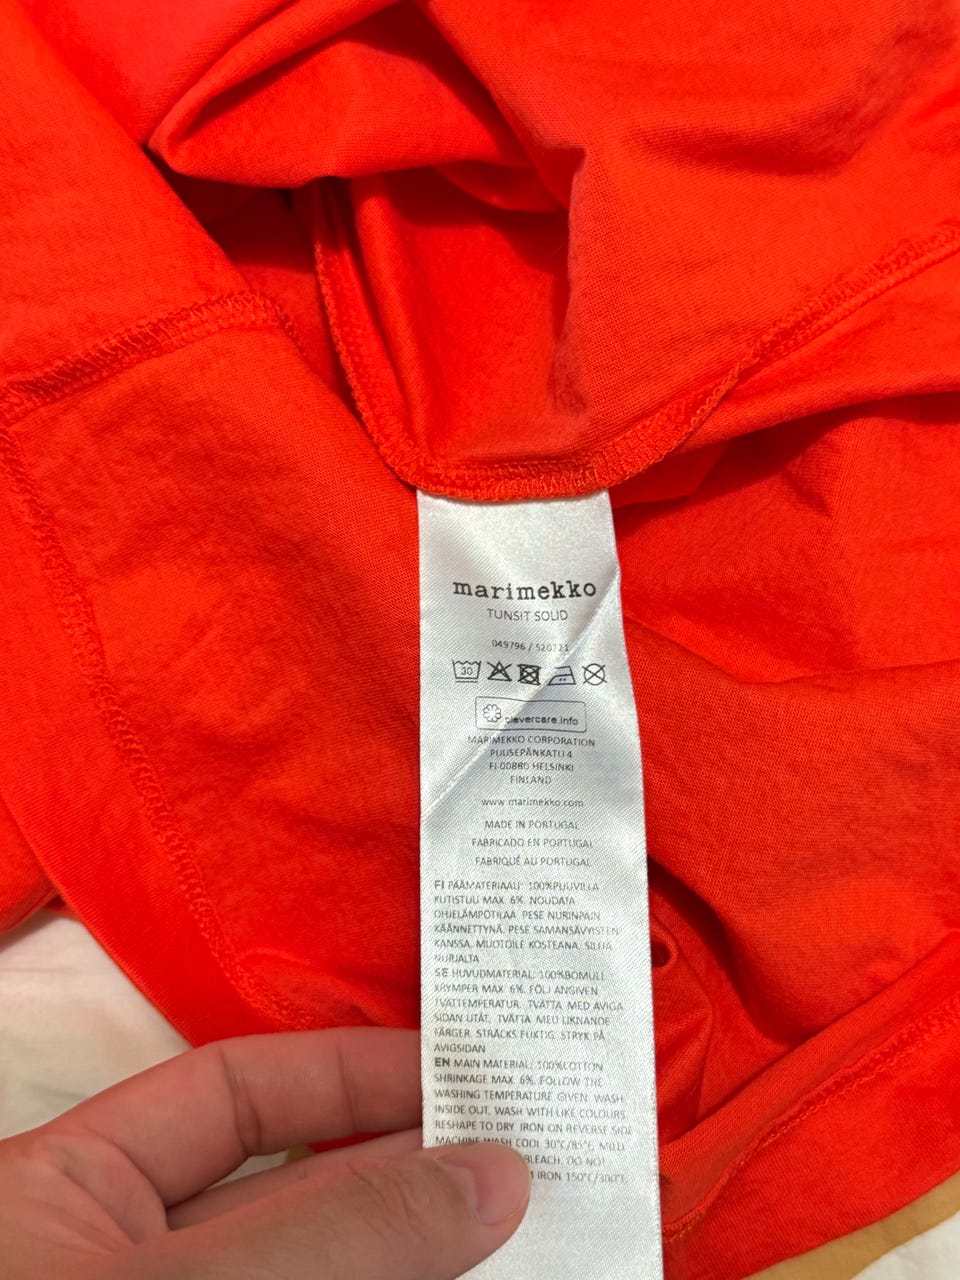 marimekko
TUNSIT SOLID
049796 / 520721
30
clevercare.info
MARIMEKKO CORPORATION
PUUSEPÄNKATU 4
FI-00880 HELSINKI
FINLAND
www.marimekko.com
MADE IN PORTUGAL
FABRICADO EN PORTUGAL
FABRIQUÉ AU PORTUGAL
FI PÄÄMATERIAALI: 100%PUUVILLA
KUTISTUU MAX. 6%. NOUDATA
OHJELÄMPÖTILAA. PESE NURINPÄIN
KÄÄNNETTYNÄ. PESE SAMANSÄVYISTEN
KANSSA. MUOTOILE KOSTEANA. SILITÄ
NURJALTA
SE HUVUDMATERIAL: 100%BOMULL
KRYMPER MAX. 6%. FÖLJ ANGIVEN
TVÄTTEMPERATUR. TVÄTTA MED AVIGA
SIDAN UTÅT. TVÄTTA MED LIKNANDE
FÄRGER. STRÄCKS FUKTIG. STRYK PÅ
AVIGSIDAN
EN MAIN MATERIAL: 100%COTTON
SHRINKAGE MAX. 6%. FOLLOW THE
WASHING TEMPERATURE GIVEN. WASH
INSIDE OUT. WASH WITH LIKE COLOURS.
RESHAPE TO DRY. IRON ON REVERSE SIDE
MACHINE WASH COOL 30°C/85°F, MILD.
BLEACH. DO NOT
IRON 150°C/300°F.